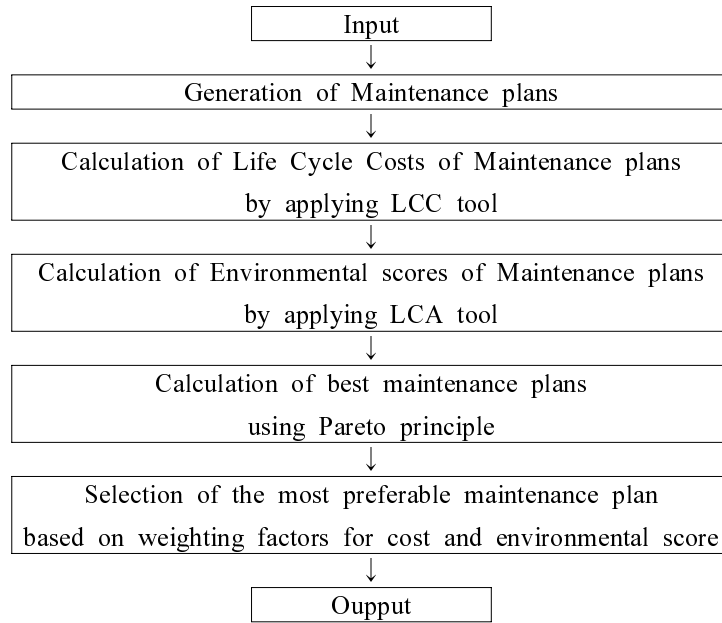 Input
Generation of Maintenance plans
Calculation of Life Cycle Costs of Maintenance plans
by applying LCC tool
Calculation of Environmental scores of Maintenance plans
by applying LCA tool
Calculation of best maintenance plans
using Pareto principle
Selection of the most preferable maintenance plan
based on weighting factors for cost and environmental score
Oupput